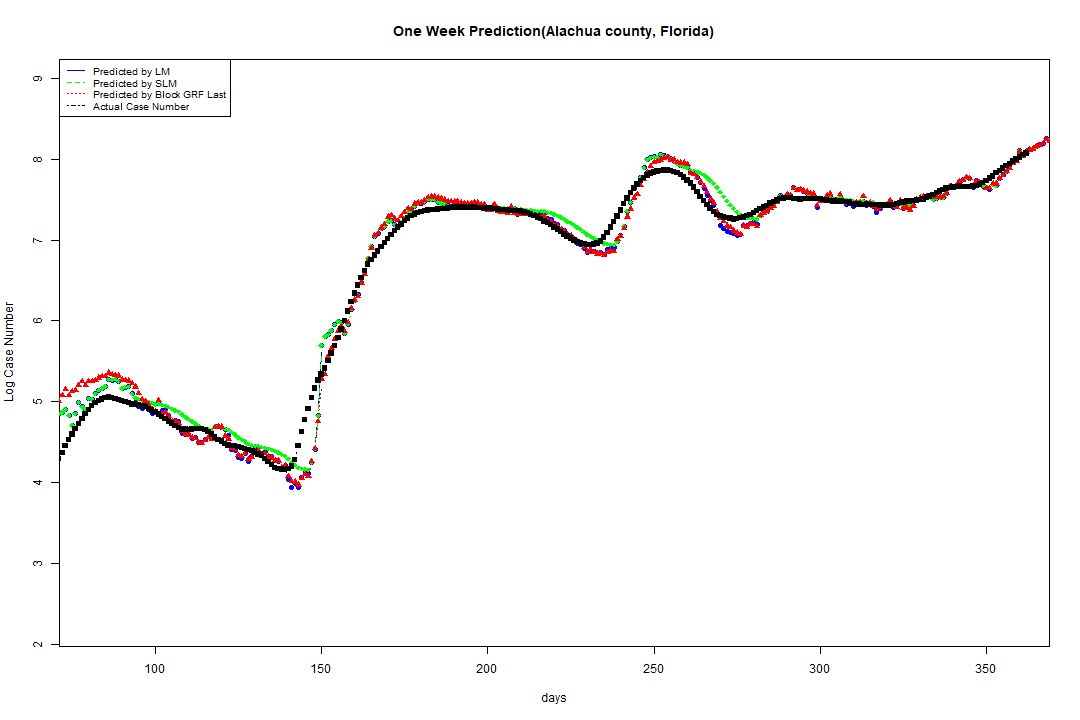 One Week Prediction(Alachua county, Florida)
Predicted by LM
Predicted by SLM
Predicted by Block GRF Last
Actual Case Number
9
8
7
6
5
4
3
2
Log Case Number
100 150 200 250 300 350
days